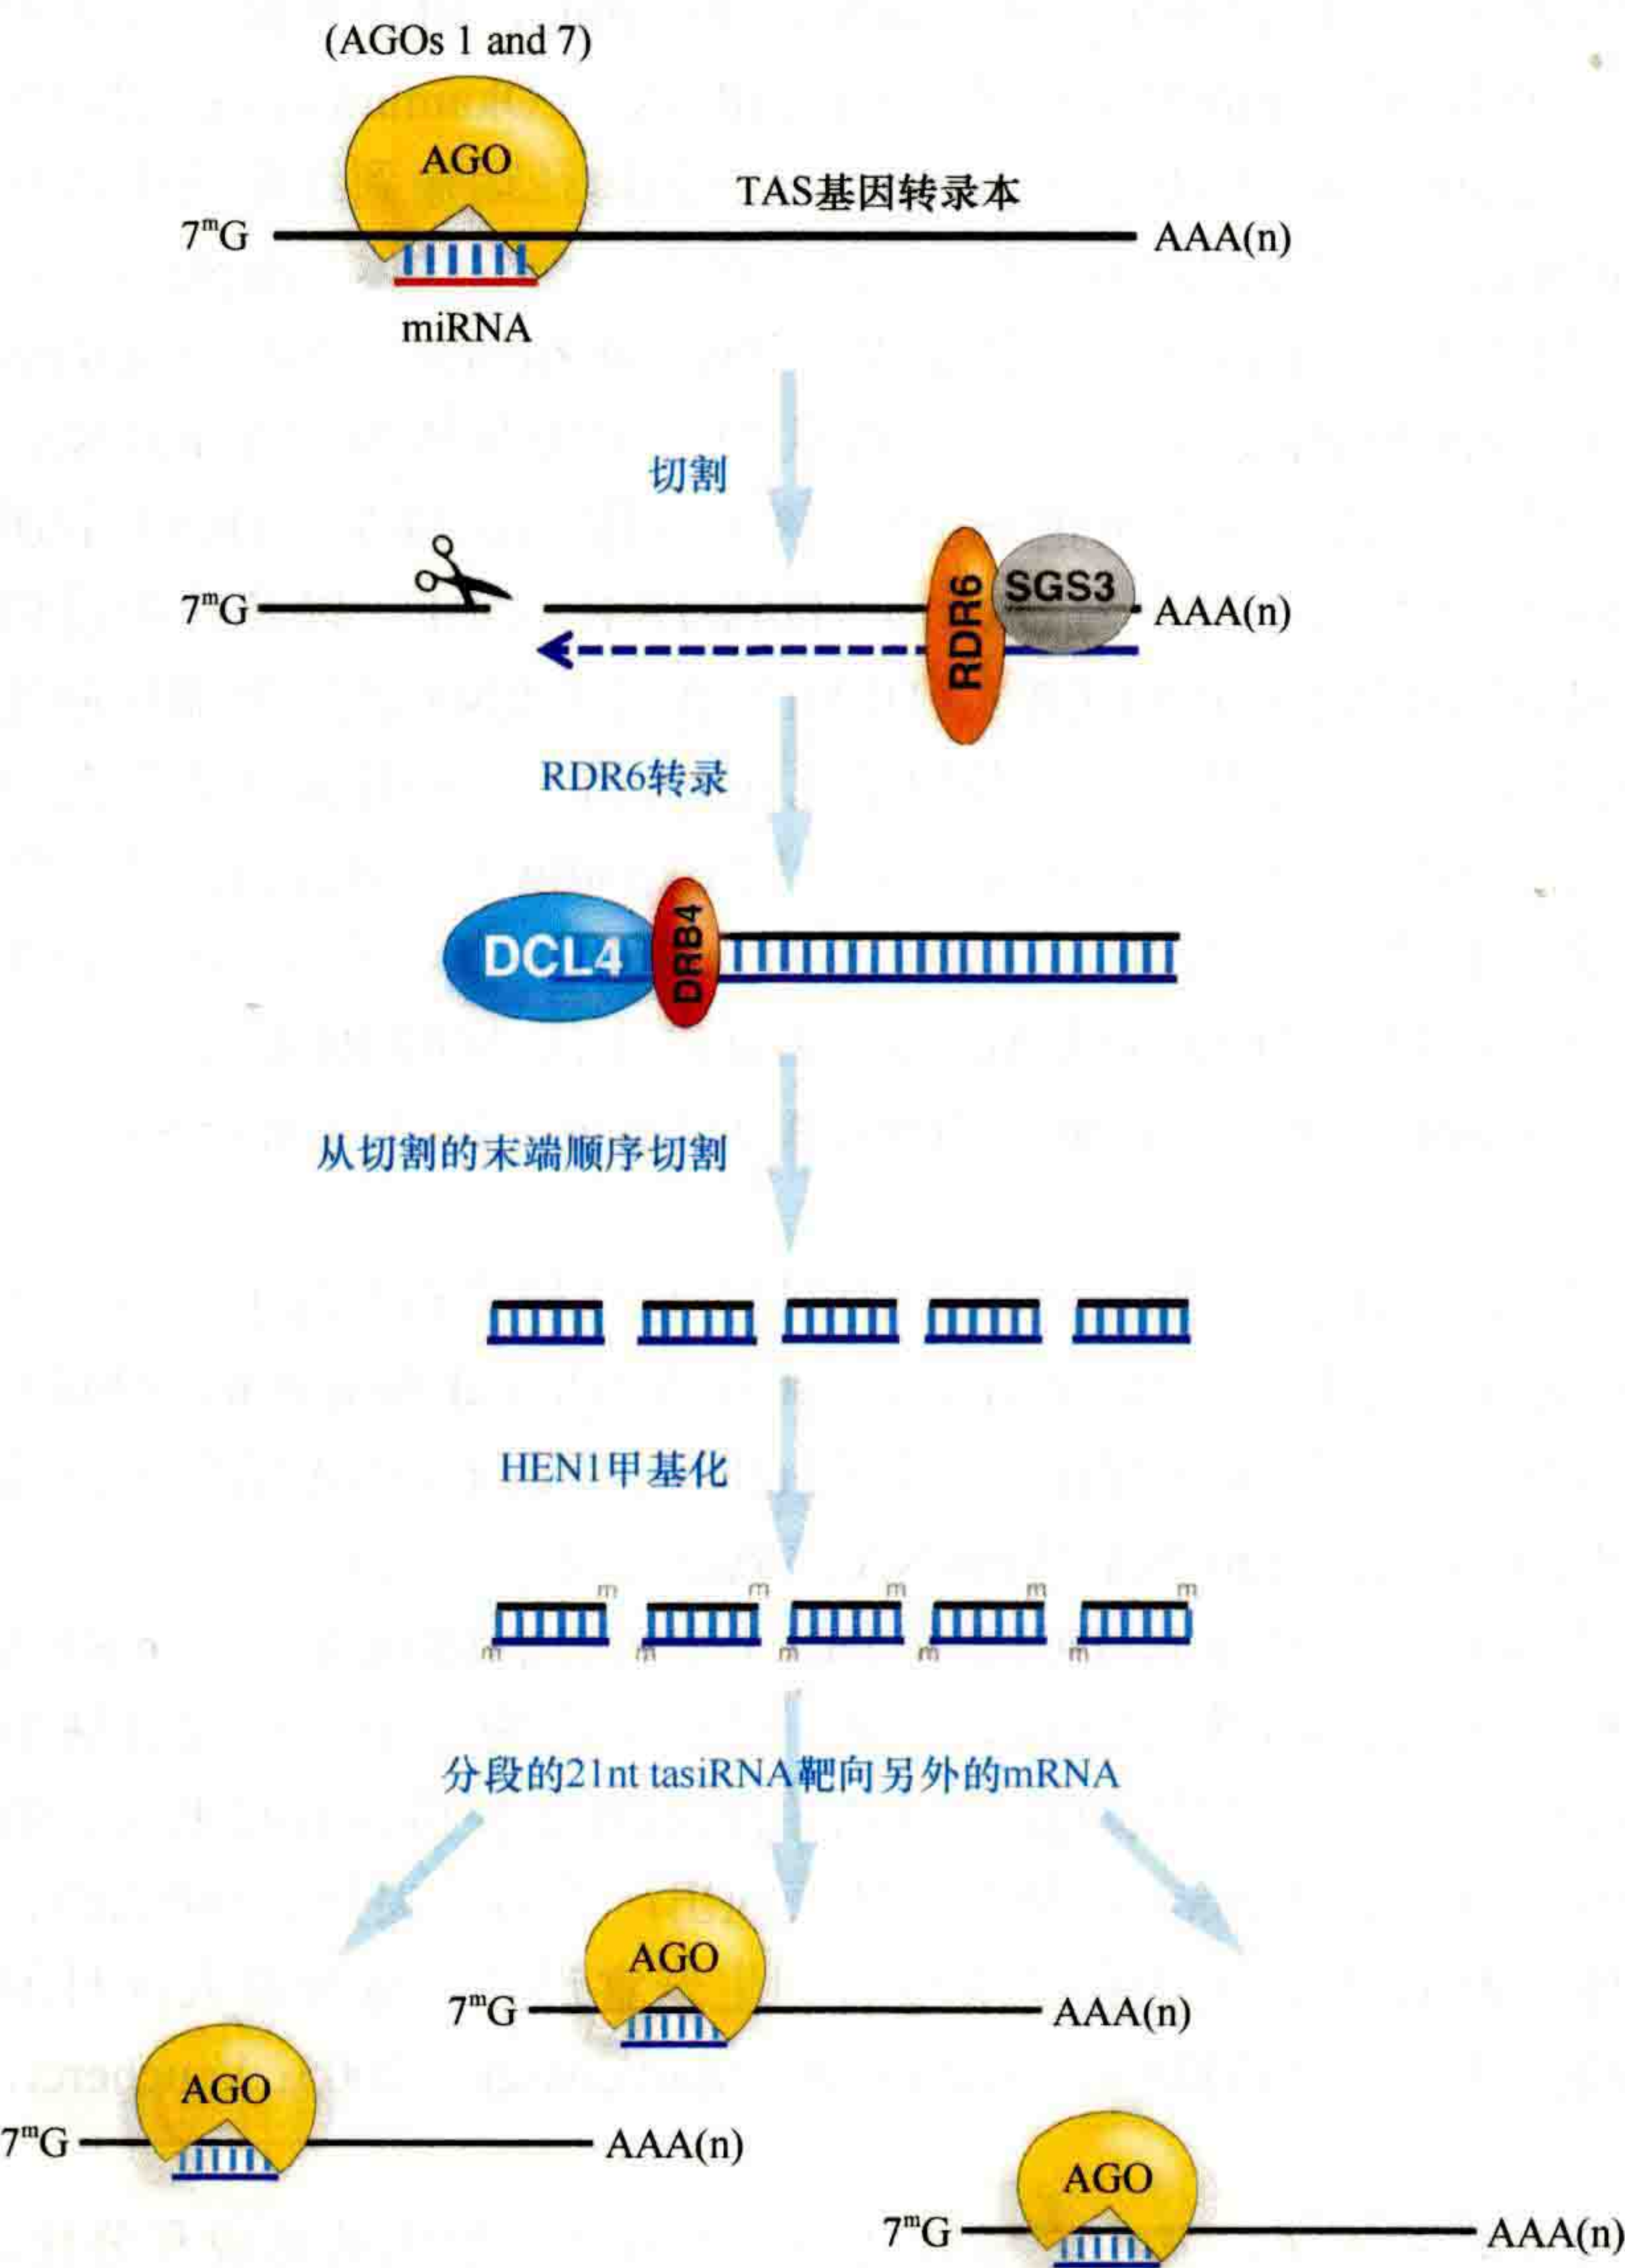 (AGOs 1 and 7)
AGO
TAS基因转录本
7ᵐG
AAA(n)
miRNA
切割
7ᵐG
RDR6
SGS3
AAA(n)
RDR6转录
DCL4
DRB4
从切割的末端顺序切割
HEN1甲基化
m m m m m
m m m m m
分段的21nt tasiRNA靶向另外的mRNA
AGO
7ᵐG
AAA(n)
AGO
7ᵐG
AAA(n)
AGO
7ᵐG
AAA(n)